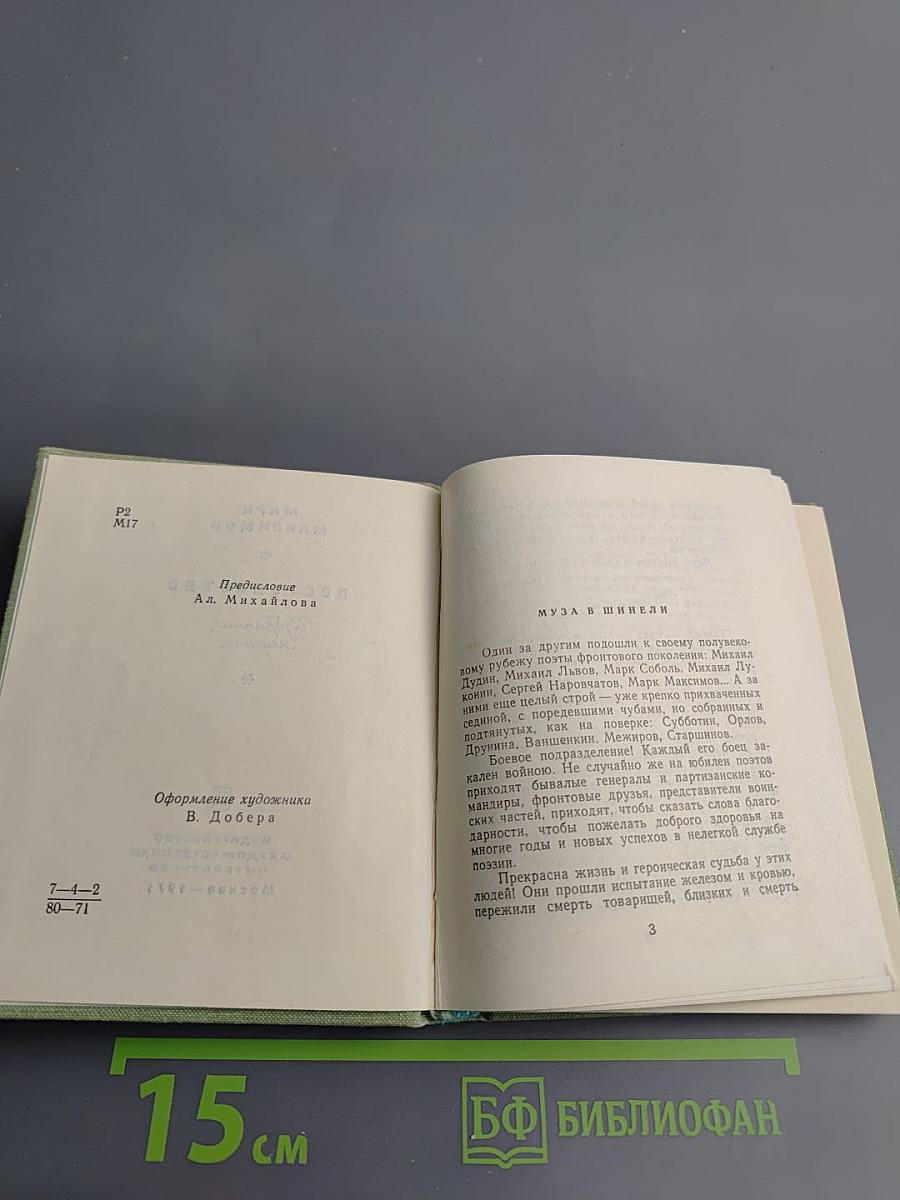 Р2
М17
Предисловие
Ал. Михайлова
Оформление художника
В. Добера
7—4—2
80—71
МУЗА В ШИНЕЛИ
Один за другим подошли к своему полувеко-
вому рубежу поэты фронтового поколения: Михаил
Дудин, Михаил Львов, Марк Соболь, Михаил Лу-
конин, Сергей Наровчатов, Марк Максимов... А за
ними еще целый строй — уже крепко прихваченных
сединой, с поредевшими чубами, но собранных и
подтянутых, как на поверке: Субботин, Орлов,
Друнина, Ваншенкин, Межиров, Старшинов.
Боевое подразделение! Каждый его боец за-
кален войною. Не случайно же на юбилеи поэтов
приходят бывалые генералы и партизанские ко-
мандиры, фронтовые друзья, представители воин-
ских частей, приходят, чтобы сказать слова благо-
дарности, чтобы пожелать доброго здоровья на
многие годы и новых успехов в нелегкой службе
поэзии.
Прекрасна жизнь и героическая судьба у этих
людей! Они прошли испытание железом и кровью,
пережили смерть товарищей, близких и смерть
3
15 см
БФ БИБЛИОФАН